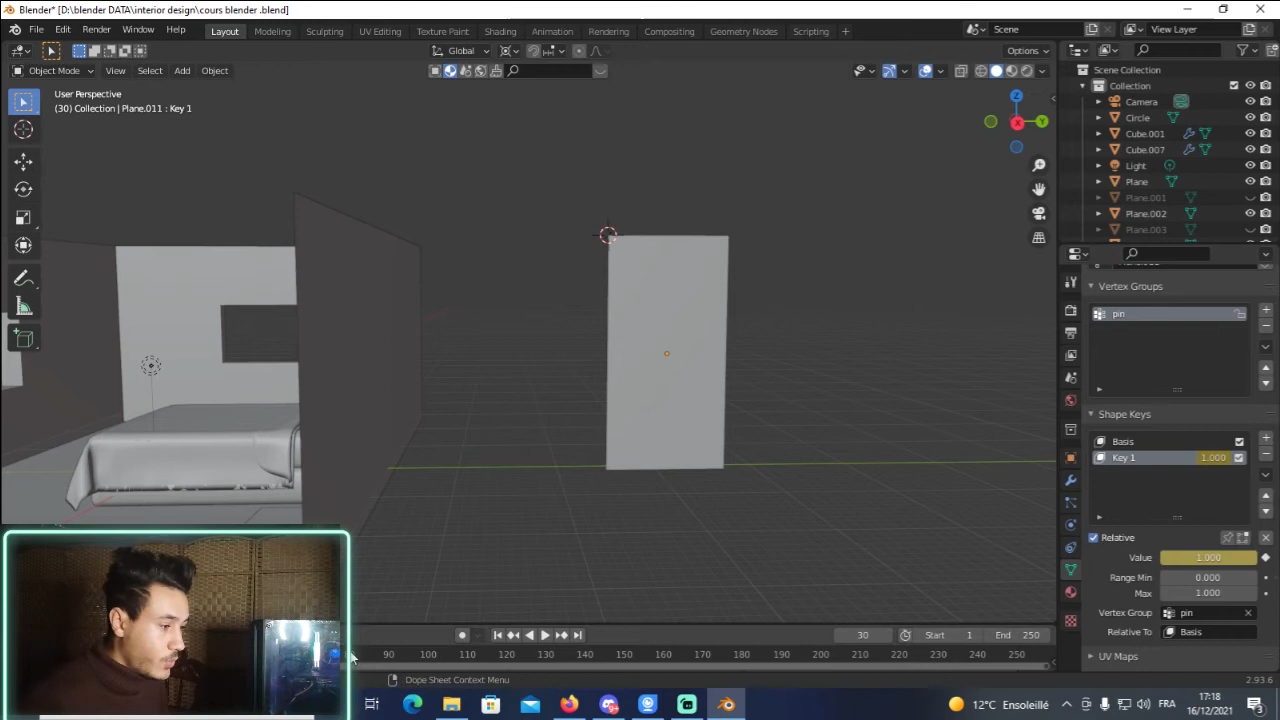 Blender* [D:\blender DATA\interior design\cours blender .blend]
File Edit Render Window Help Layout Modeling Sculpting UV Editing Texture Paint Shading Animation Rendering Compositing Geometry Nodes Scripting + Scene View Layer
Global Options
Object Mode View Select Add Object
User Perspective
(30) Collection | Plane.011 : Key 1
Z
X
Y
Scene Collection
Collection
Camera
Circle
Cube.001
Cube.007
Light
Plane
Plane.001
Plane.002
Plane.003
Vertex Groups
pin
Shape Keys
Basis
Key 1 1.000
Relative
Value 1.000
Range Min 0.000
Max 1.000
Vertex Group pin
Relative To Basis
UV Maps
30 Start 1 End 250
90 100 110 120 130 140 150 160 170 180 190 200 210 220 230 240 250
Dope Sheet Context Menu
2.93.6
12°C Ensoleillé FRA 17:18
16/12/2021 3